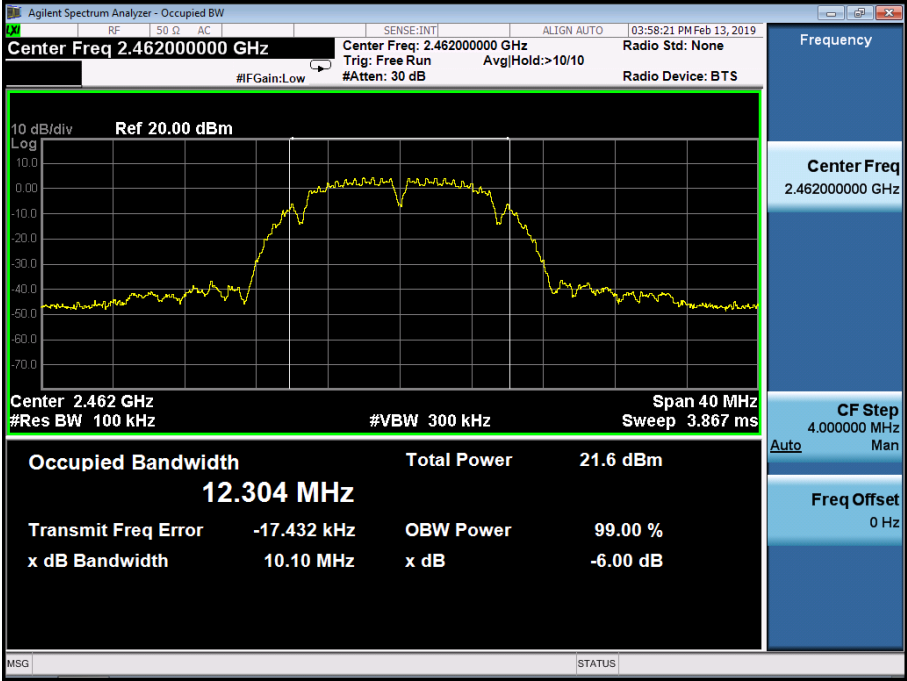 Agilent Spectrum Analyzer - Occupied BW
LXI RF 50 Ω AC SENSE:INT ALIGN AUTO 03:58:21 PM Feb 13, 2019
Center Freq 2.462000000 GHz
Center Freq: 2.462000000 GHz
Radio Std: None
Trig: Free Run Avg|Hold:>10/10
#IFGain:Low #Atten: 30 dB Radio Device: BTS
Frequency
10 dB/div Ref 20.00 dBm
Log
10.0
0.00
-10.0
-20.0
-30.0
-40.0
-50.0
-60.0
-70.0
Center 2.462 GHz Span 40 MHz
#Res BW 100 kHz #VBW 300 kHz Sweep 3.867 ms
Occupied Bandwidth Total Power 21.6 dBm
12.304 MHz
Transmit Freq Error -17.432 kHz OBW Power 99.00 %
x dB Bandwidth 10.10 MHz x dB -6.00 dB
Center Freq
2.462000000 GHz
CF Step
4.000000 MHz
Auto Man
Freq Offset
0 Hz
MSG STATUS